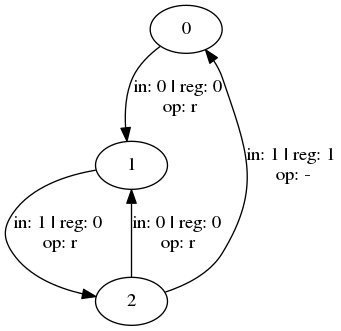 0
in: 0 | reg: 0
op: r
in: 1 | reg: 1
op: -
1
in: 1 | reg: 0
op: r
in: 0 | reg: 0
op: r
2